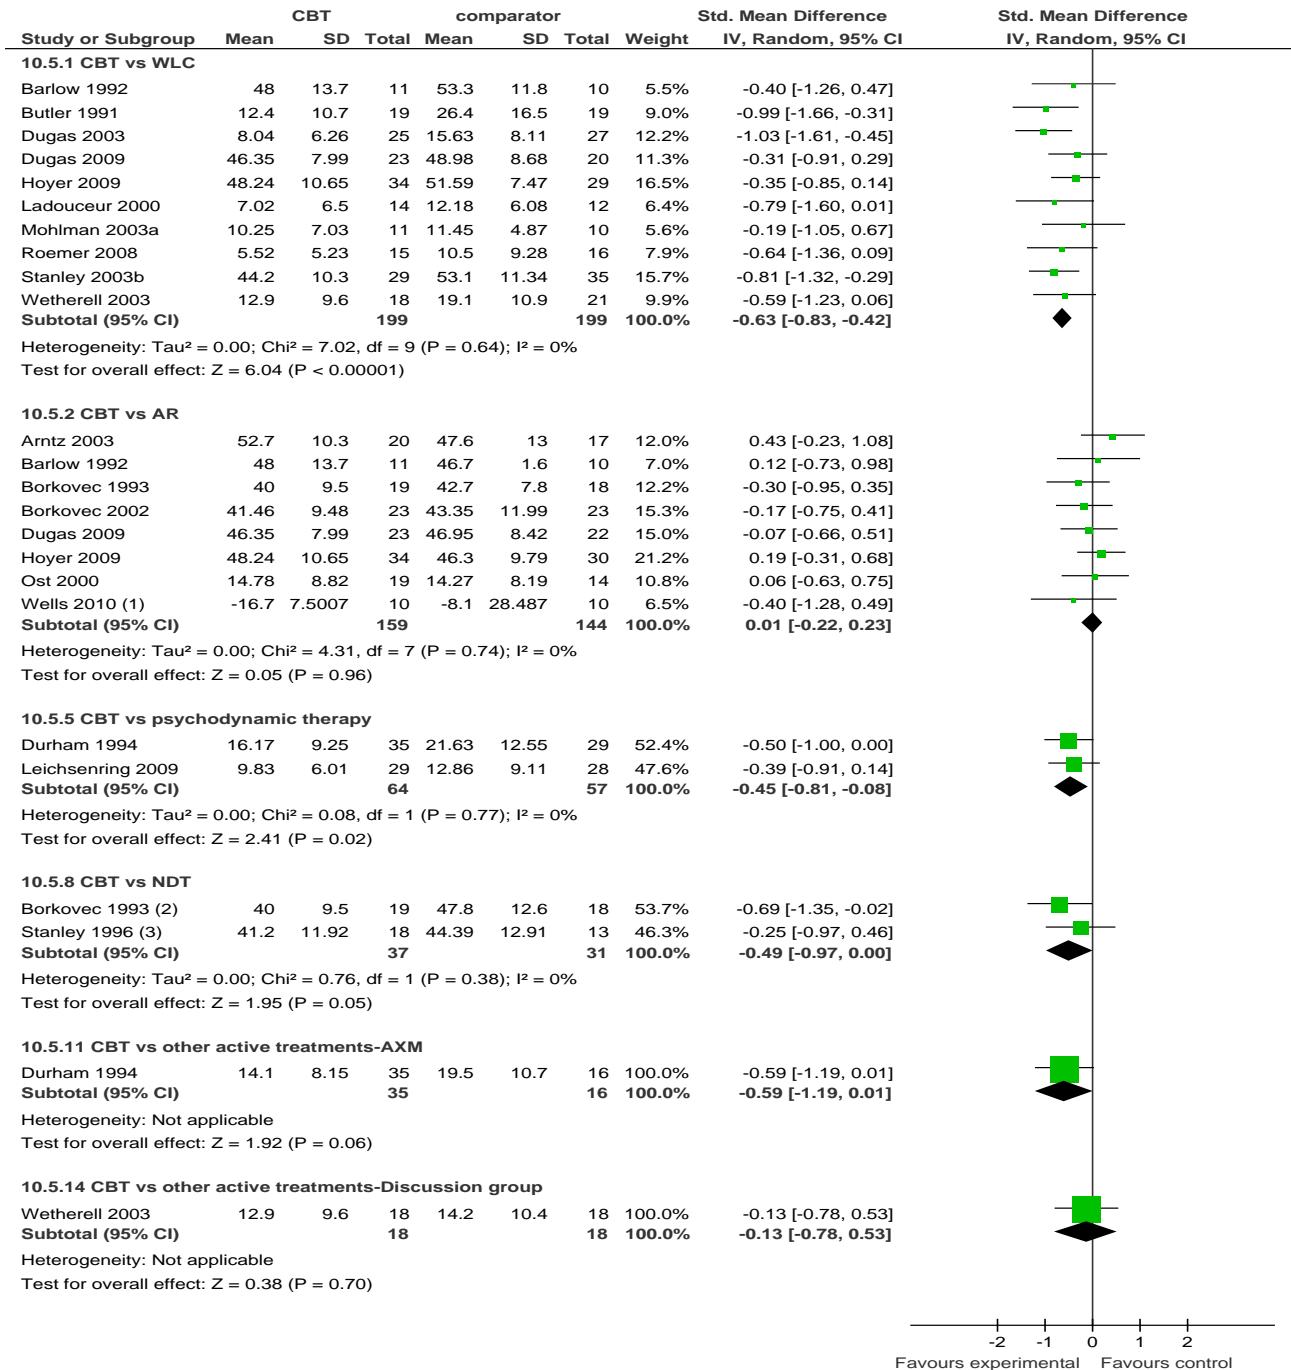 CBT comparator Std. Mean Difference Std. Mean Difference
Study or Subgroup Mean SD Total Mean SD Total Weight IV, Random, 95% CI IV, Random, 95% CI
10.5.1 CBT vs WLC
Barlow 1992 48 13.7 11 53.3 11.8 10 5.5% -0.40 [-1.26, 0.47]
Butler 1991 12.4 10.7 19 26.4 16.5 19 9.0% -0.99 [-1.66, -0.31]
Dugas 2003 8.04 6.26 25 15.63 8.11 27 12.2% -1.03 [-1.61, -0.45]
Dugas 2009 46.35 7.99 23 48.98 8.68 20 11.3% -0.31 [-0.91, 0.29]
Hoyer 2009 48.24 10.65 34 51.59 7.47 29 16.5% -0.35 [-0.85, 0.14]
Ladouceur 2000 7.02 6.5 14 12.18 6.08 12 6.4% -0.79 [-1.60, 0.01]
Mohlman 2003a 10.25 7.03 11 11.45 4.87 10 5.6% -0.19 [-1.05, 0.67]
Roemer 2008 5.52 5.23 15 10.5 9.28 16 7.9% -0.64 [-1.36, 0.09]
Stanley 2003b 44.2 10.3 29 53.1 11.34 35 15.7% -0.81 [-1.32, -0.29]
Wetherell 2003 12.9 9.6 18 19.1 10.9 21 9.9% -0.59 [-1.23, 0.06]
Subtotal (95% CI) 199 199 100.0% -0.63 [-0.83, -0.42]
Heterogeneity: Tau² = 0.00; Chi² = 7.02, df = 9 (P = 0.64); I² = 0%
Test for overall effect: Z = 6.04 (P < 0.00001)
10.5.2 CBT vs AR
Arntz 2003 52.7 10.3 20 47.6 13 17 12.0% 0.43 [-0.23, 1.08]
Barlow 1992 48 13.7 11 46.7 1.6 10 7.0% 0.12 [-0.73, 0.98]
Borkovec 1993 40 9.5 19 42.7 7.8 18 12.2% -0.30 [-0.95, 0.35]
Borkovec 2002 41.46 9.48 23 43.35 11.99 23 15.3% -0.17 [-0.75, 0.41]
Dugas 2009 46.35 7.99 23 46.95 8.42 22 15.0% -0.07 [-0.66, 0.51]
Hoyer 2009 48.24 10.65 34 46.3 9.79 30 21.2% 0.19 [-0.31, 0.68]
Ost 2000 14.78 8.82 19 14.27 8.19 14 10.8% 0.06 [-0.63, 0.75]
Wells 2010 (1) -16.7 7.5007 10 -8.1 28.487 10 6.5% -0.40 [-1.28, 0.49]
Subtotal (95% CI) 159 144 100.0% 0.01 [-0.22, 0.23]
Heterogeneity: Tau² = 0.00; Chi² = 4.31, df = 7 (P = 0.74); I² = 0%
Test for overall effect: Z = 0.05 (P = 0.96)
10.5.5 CBT vs psychodynamic therapy
Durham 1994 16.17 9.25 35 21.63 12.55 29 52.4% -0.50 [-1.00, 0.00]
Leichsenring 2009 9.83 6.01 29 12.86 9.11 28 47.6% -0.39 [-0.91, 0.14]
Subtotal (95% CI) 64 57 100.0% -0.45 [-0.81, -0.08]
Heterogeneity: Tau² = 0.00; Chi² = 0.08, df = 1 (P = 0.77); I² = 0%
Test for overall effect: Z = 2.41 (P = 0.02)
10.5.8 CBT vs NDT
Borkovec 1993 (2) 40 9.5 19 47.8 12.6 18 53.7% -0.69 [-1.35, -0.02]
Stanley 1996 (3) 41.2 11.92 18 44.39 12.91 13 46.3% -0.25 [-0.97, 0.46]
Subtotal (95% CI) 37 31 100.0% -0.49 [-0.97, 0.00]
Heterogeneity: Tau² = 0.00; Chi² = 0.76, df = 1 (P = 0.38); I² = 0%
Test for overall effect: Z = 1.95 (P = 0.05)
10.5.11 CBT vs other active treatments-AXM
Durham 1994 14.1 8.15 35 19.5 10.7 16 100.0% -0.59 [-1.19, 0.01]
Subtotal (95% CI) 35 16 100.0% -0.59 [-1.19, 0.01]
Heterogeneity: Not applicable
Test for overall effect: Z = 1.92 (P = 0.06)
10.5.14 CBT vs other active treatments-Discussion group
Wetherell 2003 12.9 9.6 18 14.2 10.4 18 100.0% -0.13 [-0.78, 0.53]
Subtotal (95% CI) 18 18 100.0% -0.13 [-0.78, 0.53]
Heterogeneity: Not applicable
Test for overall effect: Z = 0.38 (P = 0.70)
-2 -1 0 1 2
Favours experimental Favours control